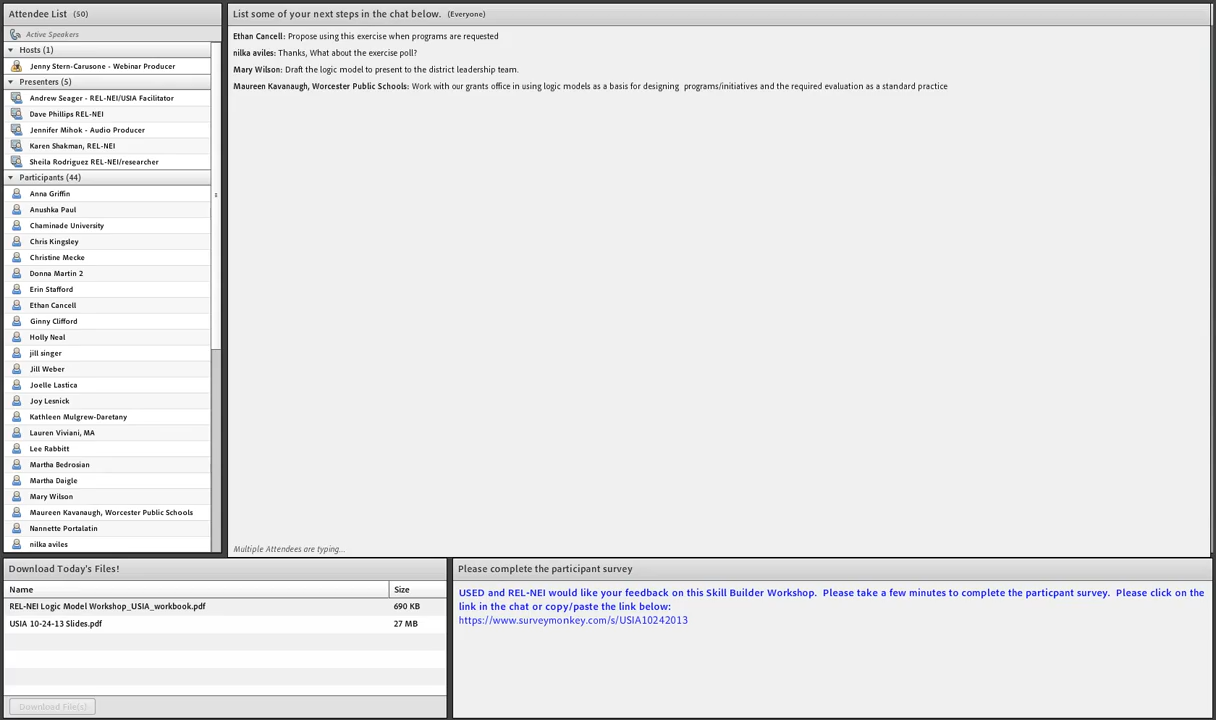 Attendee List (50)
Active Speakers
Hosts (1)
Jenny Stern-Carusone - Webinar Producer
Presenters (5)
Andrew Seager - REL-NEI/USIA Facilitator
Dave Phillips REL-NEI
Jennifer Mihok - Audio Producer
Karen Shakman, REL-NEI
Sheila Rodriguez REL-NEI/researcher
Participants (44)
Anna Griffin
Anushka Paul
Chaminade University
Chris Kingsley
Christine Mecke
Donna Martin 2
Erin Stafford
Ethan Cancell
Ginny Clifford
Holly Neal
jill singer
Jill Weber
Joelle Lastica
Joy Lesnick
Kathleen Mulgrew-Daretany
Lauren Viviani, MA
Lee Rabbitt
Martha Bedrosian
Martha Daigle
Mary Wilson
Maureen Kavanaugh, Worcester Public Schools
Nannette Portalatin
nilka aviles
List some of your next steps in the chat below. (Everyone)
Ethan Cancell: Propose using this exercise when programs are requested
nilka aviles: Thanks, What about the exercise poll?
Mary Wilson: Draft the logic model to present to the district leadership team.
Maureen Kavanaugh, Worcester Public Schools: Work with our grants office in using logic models as a basis for designing programs/initiatives and the required evaluation as a standard practice
Multiple Attendees are typing...
Download Today's Files!
Name Size
REL-NEI Logic Model Workshop_USIA_workbook.pdf 690 KB
USIA 10-24-13 Slides.pdf 27 MB
Download File(s)
Please complete the participant survey
USED and REL-NEI would like your feedback on this Skill Builder Workshop. Please take a few minutes to complete the particpant survey. Please click on the
link in the chat or copy/paste the link below:
https://www.surveymonkey.com/s/USIA10242013